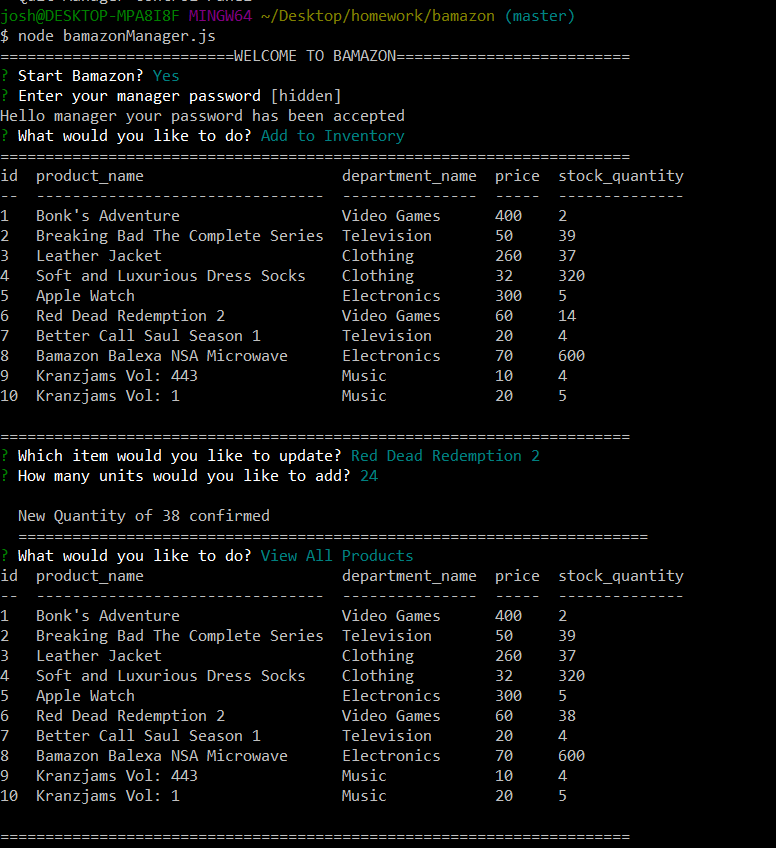 josh@DESKTOP-MPA8I8F MINGW64 ~/Desktop/homework/bamazon (master)
$ node bamazonManager.js
==========================WELCOME TO BAMAZON==========================
? Start Bamazon? Yes
? Enter your manager password [hidden]
Hello manager your password has been accepted
? What would you like to do? Add to Inventory
======================================================================
id  product_name                      department_name  price  stock_quantity
--  --------------------------------  ---------------  -----  --------------
1   Bonk's Adventure                  Video Games      400    2
2   Breaking Bad The Complete Series  Television       50     39
3   Leather Jacket                    Clothing         260    37
4   Soft and Luxurious Dress Socks    Clothing         32     320
5   Apple Watch                       Electronics      300    5
6   Red Dead Redemption 2             Video Games      60     14
7   Better Call Saul Season 1         Television       20     4
8   Bamazon Balexa NSA Microwave      Electronics      70     600
9   Kranzjams Vol: 443                Music            10     4
10  Kranzjams Vol: 1                  Music            20     5
======================================================================
? Which item would you like to update? Red Dead Redemption 2
? How many units would you like to add? 24
  New Quantity of 38 confirmed
  ======================================================================
? What would you like to do? View All Products
id  product_name                      department_name  price  stock_quantity
--  --------------------------------  ---------------  -----  --------------
1   Bonk's Adventure                  Video Games      400    2
2   Breaking Bad The Complete Series  Television       50     39
3   Leather Jacket                    Clothing         260    37
4   Soft and Luxurious Dress Socks    Clothing         32     320
5   Apple Watch                       Electronics      300    5
6   Red Dead Redemption 2             Video Games      60     38
7   Better Call Saul Season 1         Television       20     4
8   Bamazon Balexa NSA Microwave      Electronics      70     600
9   Kranzjams Vol: 443                Music            10     4
10  Kranzjams Vol: 1                  Music            20     5
======================================================================